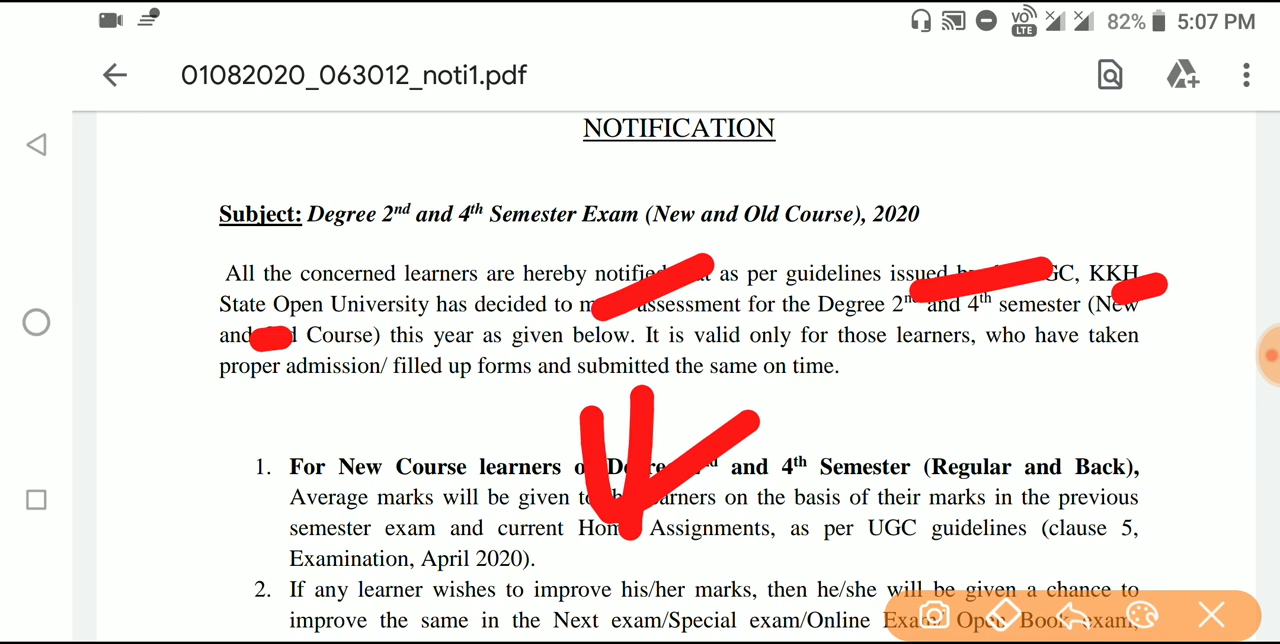 82% 5:07 PM
01082020_063012_noti1.pdf
NOTIFICATION
Subject: Degree 2nd and 4th Semester Exam (New and Old Course), 2020
All the concerned learners are hereby notified as per guidelines issued KKH
State Open University has decided to assessment for the Degree and 4th semester (New
and Course) this year as given below. It is valid only for those learners, who have taken
proper admission/ filled up forms and submitted the same on time.
1. For New Course learners and 4th Semester (Regular and Back),
Average marks will be given learners on the basis of their marks in the previous
semester exam and current Home Assignments, as per UGC guidelines (clause 5,
Examination, April 2020).
2. If any learner wishes to improve his/her marks, then he/she will be given a chance to
improve the same in the Next exam/Special exam/Online Exam/ Open Book exam,